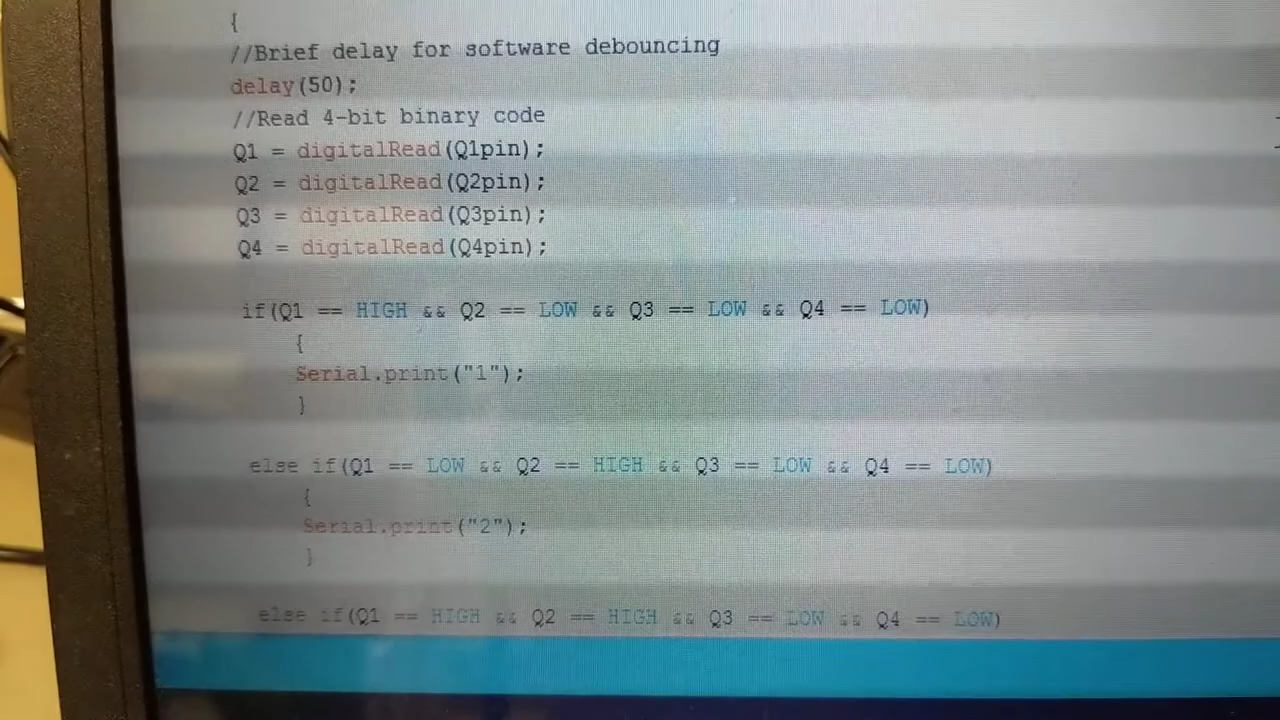 {
//Brief delay for software debouncing
delay(50);
//Read 4-bit binary code
Q1 = digitalRead(Q1pin);
Q2 = digitalRead(Q2pin);
Q3 = digitalRead(Q3pin);
Q4 = digitalRead(Q4pin);
if(Q1 == HIGH && Q2 == LOW && Q3 == LOW && Q4 == LOW)
{
Serial.print("1");
}
else if(Q1 == LOW && Q2 == HIGH && Q3 == LOW && Q4 == LOW)
{
Serial.print("2");
}
else if(Q1 == HIGH && Q2 == HIGH && Q3 == LOW && Q4 == LOW)